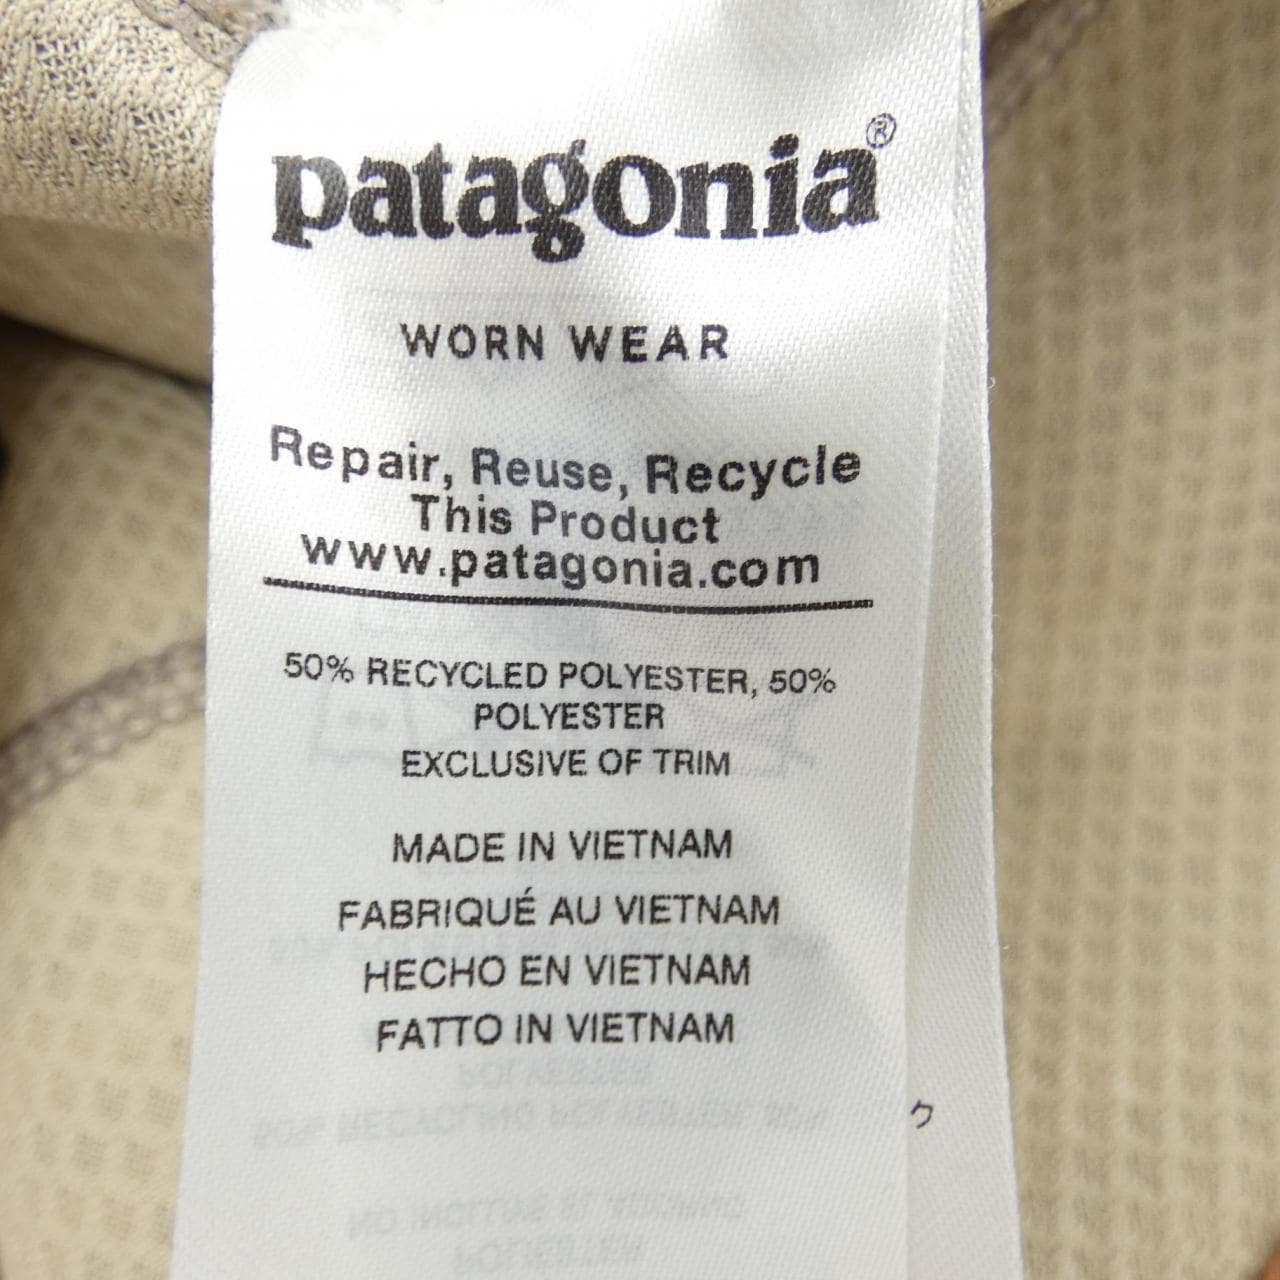 patagonia®
WORN WEAR
Repair, Reuse, Recycle
This Product
www.patagonia.com
50% RECYCLED POLYESTER, 50%
POLYESTER
EXCLUSIVE OF TRIM
MADE IN VIETNAM
FABRIQUÉ AU VIETNAM
HECHO EN VIETNAM
FATTO IN VIETNAM